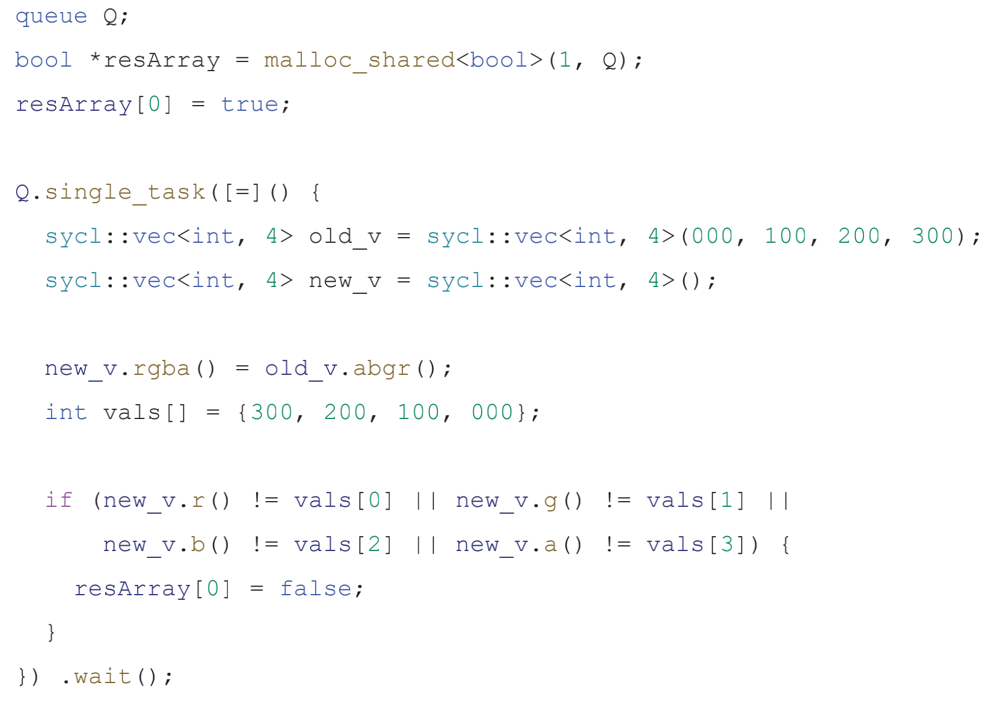 queue Q;
bool *resArray = malloc_shared<bool>(1, Q);
resArray[0] = true;
Q.single_task([=]() {
sycl::vec<int, 4> old_v = sycl::vec<int, 4>(000, 100, 200, 300);
sycl::vec<int, 4> new_v = sycl::vec<int, 4>();
new_v.rgba() = old_v.abgr();
int vals[] = {300, 200, 100, 000};
if (new_v.r() != vals[0] || new_v.g() != vals[1] ||
new_v.b() != vals[2] || new_v.a() != vals[3]) {
resArray[0] = false;
}
}) .wait();